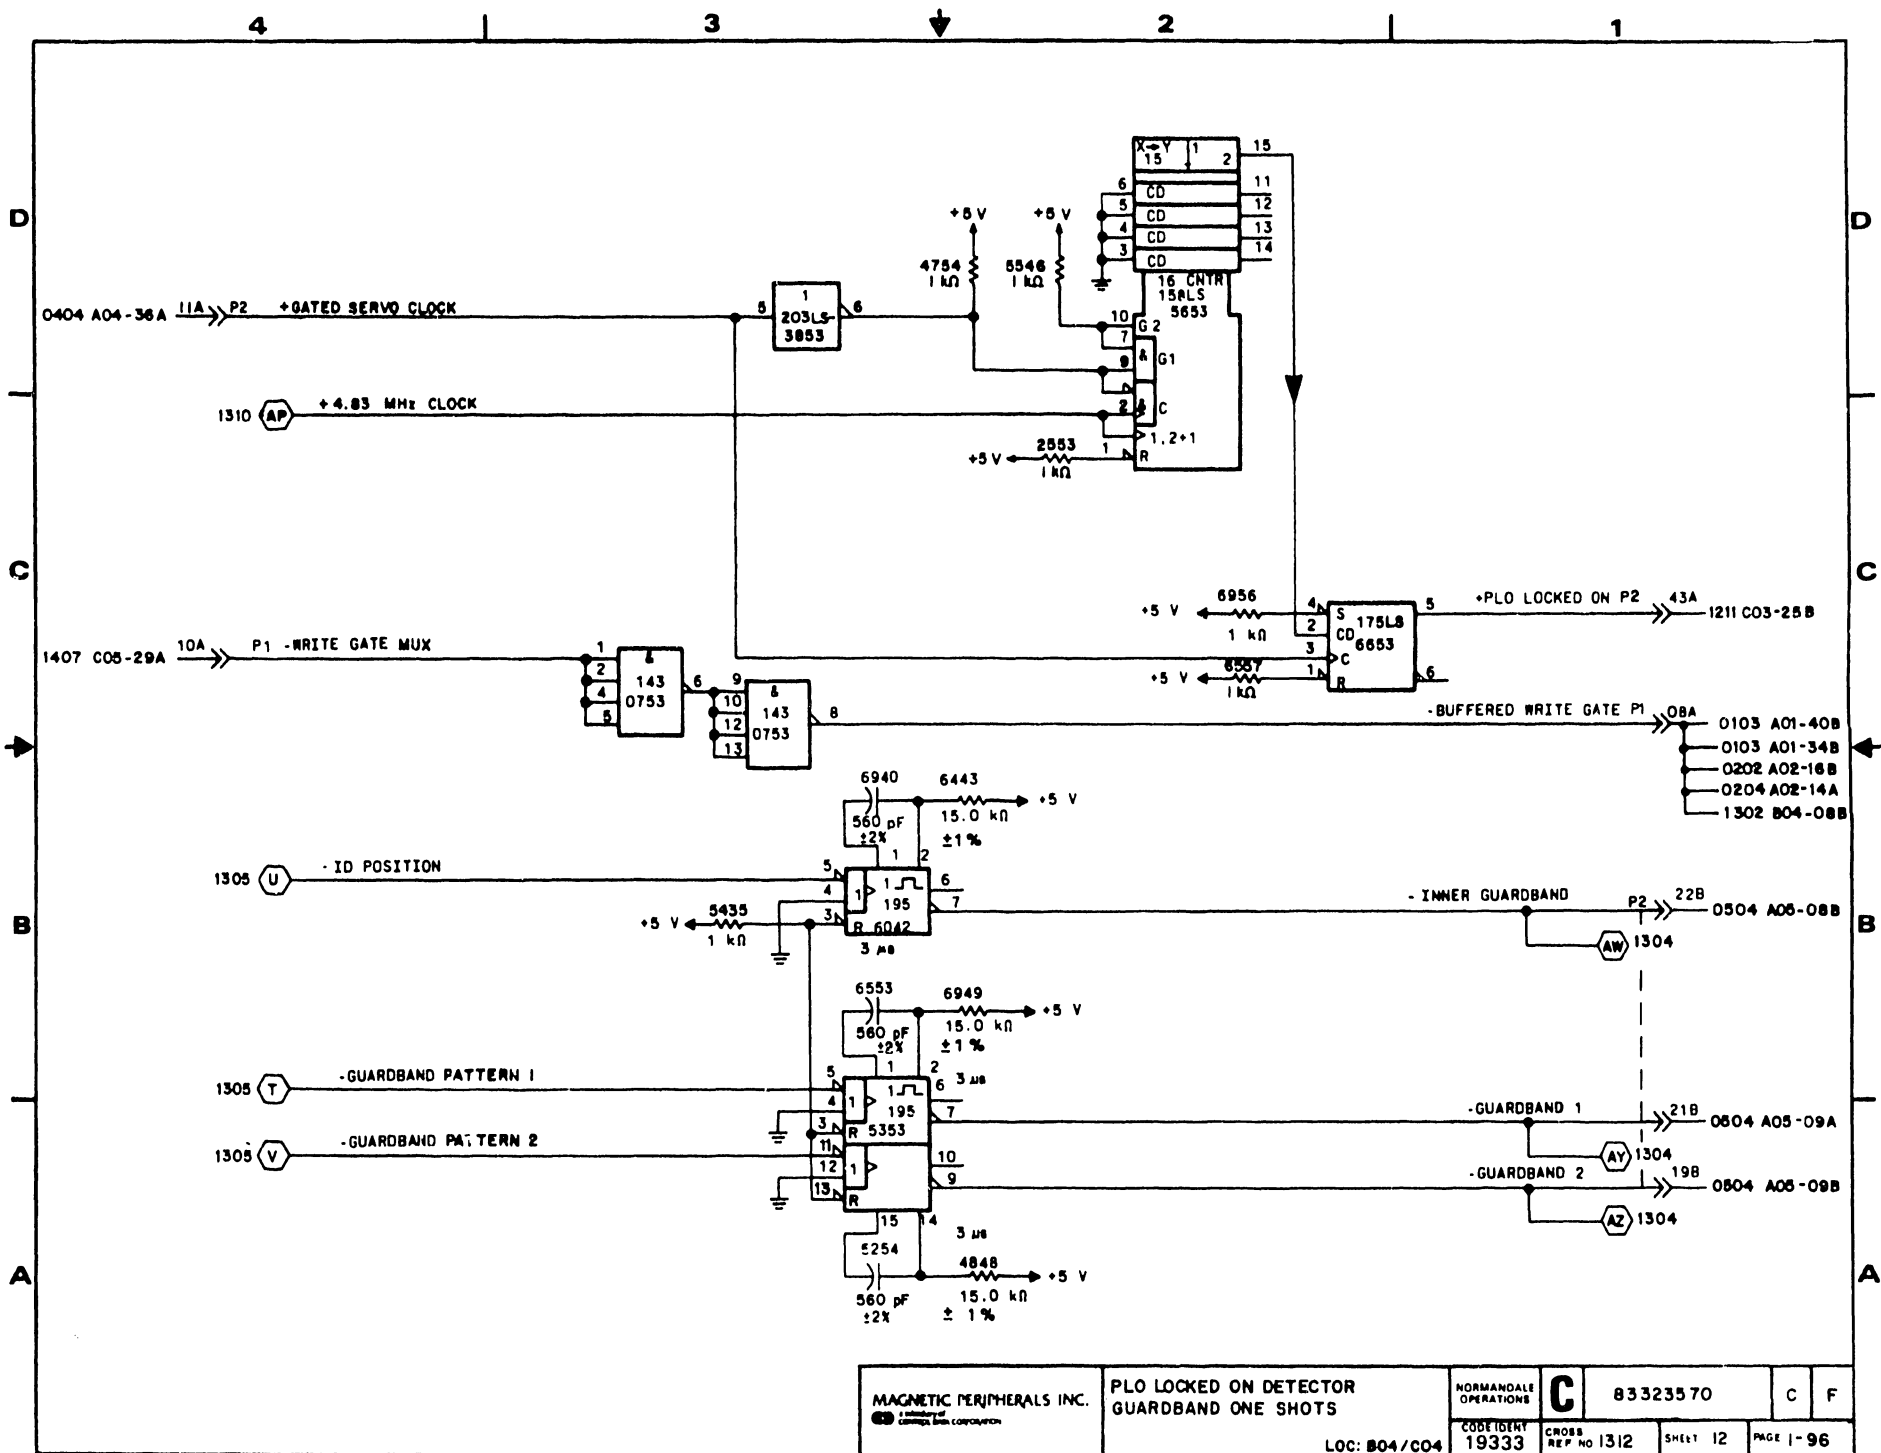 4 3 2 1
D D
C C
B B
A A
X→Y 1
15 2 15
6 CD 11
5 CD 12
4 CD 13
3 CD 14
+5 V +5 V
4754 5546
1 kΩ 1 kΩ
16 CNTR
158LS
5653
10 G2
7
& G1
9
2 & C
1,2+1
1 R
0404 A04-36A 11A P2 +GATED SERVO CLOCK
5 1 6
203LS
3853
1310 AP +4.83 MHz CLOCK
+5 V 2553
1 kΩ
+5 V 6956
1 kΩ
+5 V 6557
1 kΩ
4 S 5
2 CD 175LS
3 C 6653
1 R 6
+PLO LOCKED ON P2 43A 1211 C03-25B
1407 C05-29A 10A P1 -WRITE GATE MUX
1 &
2 143
4 0753
5
6 9 &
10 143
12 0753
13
8
-BUFFERED WRITE GATE P1 08A 0103 A01-40B
0103 A01-34B
0202 A02-16B
0204 A02-14A
1302 B04-08B
6940 6443
560 pF 15.0 kΩ +5 V
±2% ±1%
1 2
1305 U -ID POSITION
5 1 6
4 1 195 7
3 R 6042
3 μs
+5 V 5435
1 kΩ
-INNER GUARDBAND P2 22B 0504 A05-08B
AW 1304
6553 6949
560 pF 15.0 kΩ +5 V
±2% ±1%
1 2
3 μs
1305 T -GUARDBAND PATTERN 1
5 1 6
4 1 195 7
3 R 5353
1305 V -GUARDBAND PATTERN 2
11 10
12 1 9
13 R
15 14
3 μs
-GUARDBAND 1 21B 0504 A05-09A
AY 1304
-GUARDBAND 2 19B 0504 A05-09B
AZ 1304
5254 4848
560 pF 15.0 kΩ +5 V
±2% ± 1%
MAGNETIC PERIPHERALS INC.
a subsidiary of
CONTROL DATA CORPORATION
PLO LOCKED ON DETECTOR
GUARDBAND ONE SHOTS
LOC: B04/C04
NORMANDALE
OPERATIONS
C 83323570 C F
CODE IDENT
19333
CROSS
REF NO 1312 SHEET 12 PAGE 1-96